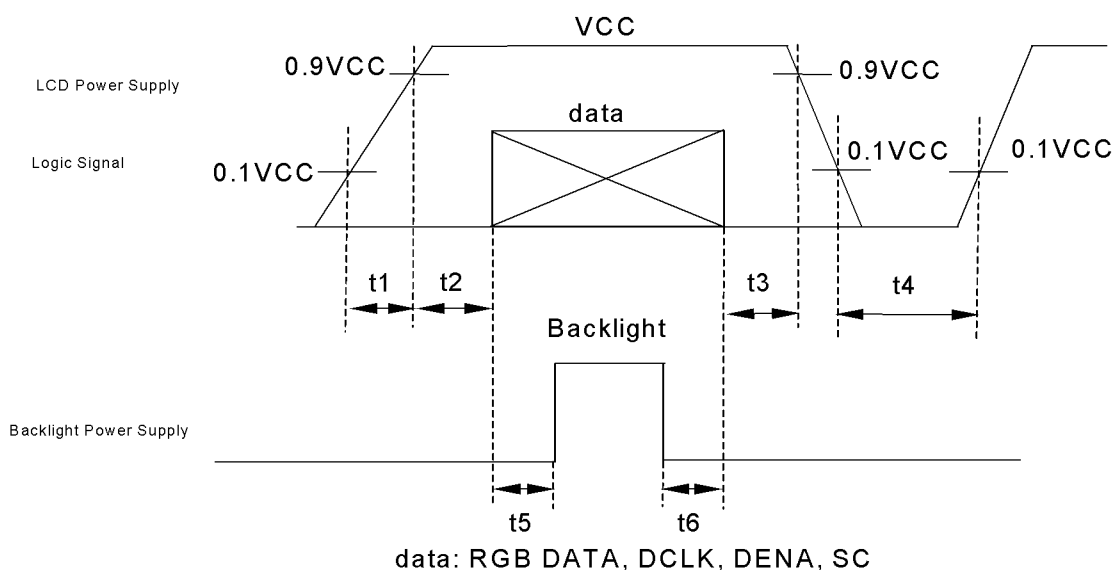 VCC
0.9VCC
0.9VCC
LCD Power Supply
data
Logic Signal
0.1VCC
0.1VCC
0.1VCC
t1
t2
t3
t4
Backlight
Backlight Power Supply
t5
t6
data: RGB DATA, DCLK, DENA, SC